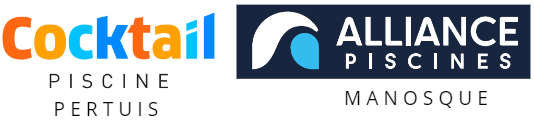 Cocktail
PISCINE
PERTUIS
ALLIANCE
PISCINES
MANOSQUE